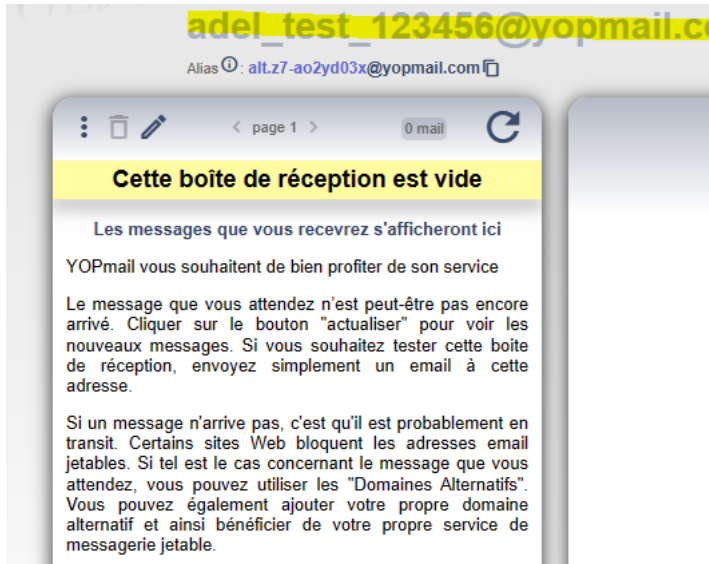 adel_test_123456@yopmail.co
Alias : alt.z7-ao2yd03x@yopmail.com
page 1 0 mail
Cette boîte de réception est vide
Les messages que vous recevrez s'afficheront ici
YOPmail vous souhaitent de bien profiter de son service
Le message que vous attendez n'est peut-être pas encore
arrivé. Cliquer sur le bouton "actualiser" pour voir les
nouveaux messages. Si vous souhaitez tester cette boite
de réception, envoyez simplement un email à cette
adresse.
Si un message n'arrive pas, c'est qu'il est probablement en
transit. Certains sites Web bloquent les adresses email
jetables. Si tel est le cas concernant le message que vous
attendez, vous pouvez utiliser les "Domaines Alternatifs".
Vous pouvez également ajouter votre propre domaine
alternatif et ainsi bénéficier de votre propre service de
messagerie jetable.